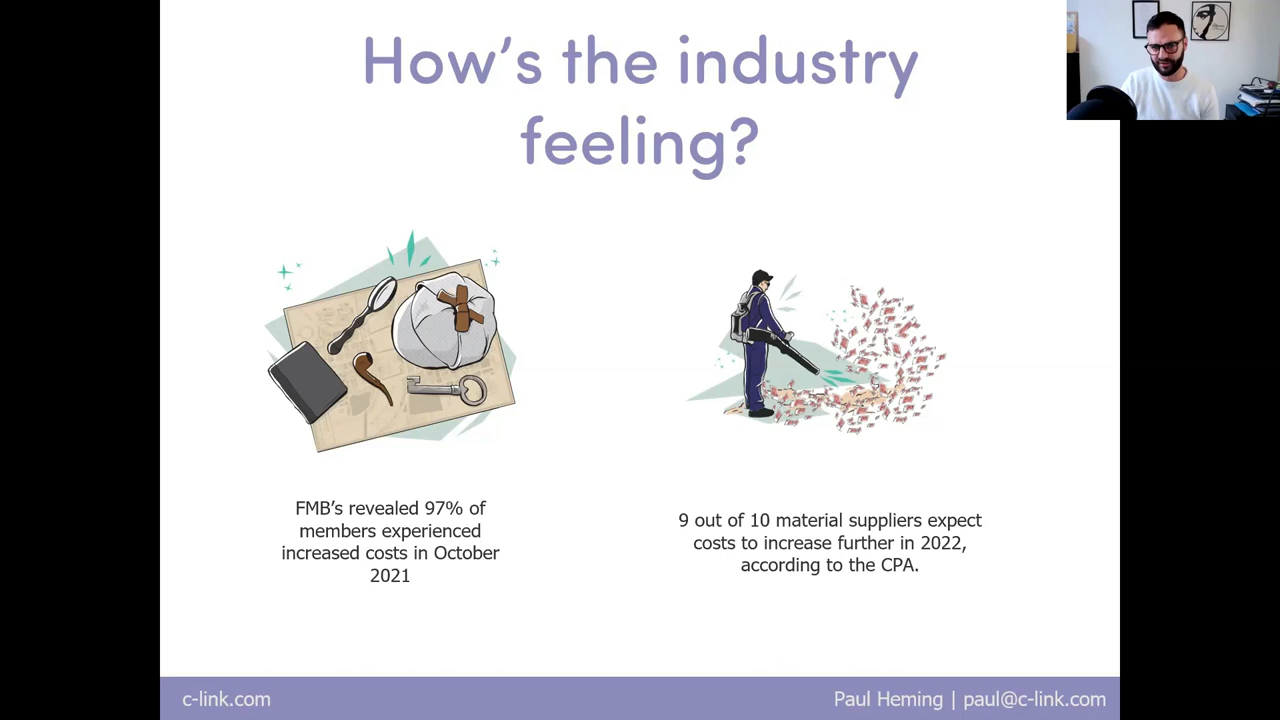 How's the industry
feeling?
FMB's revealed 97% of
members experienced
increased costs in October
2021
9 out of 10 material suppliers expect
costs to increase further in 2022,
according to the CPA.
c-link.com
Paul Heming | paul@c-link.com